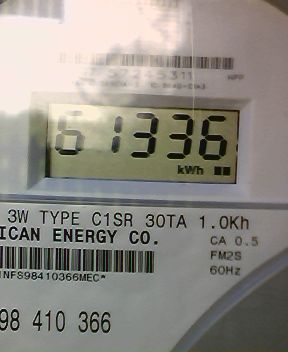 HPP
61336
kWh
3W TYPE C1SR 30TA 1.0Kh
ICAN ENERGY CO.
CA 0.5
FM2S
60Hz
NFS98410366MEC*
98 410 366